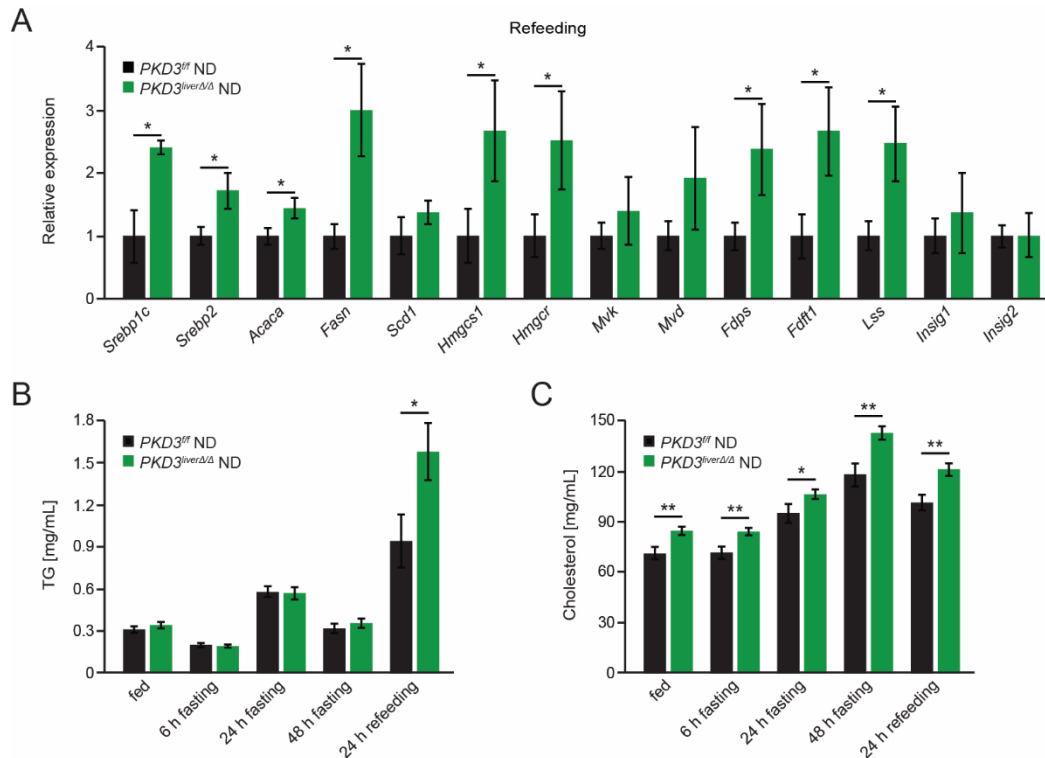 A
Refeeding
Relative expression
4
3
2
1
0
PKD3f/f ND
PKD3liverΔ/Δ ND
* * * * * * * * *
Srebp1c Srebp2 Acaca Fasn Scd1 Hmgcs1 Hmgcr Mvk Mvd Fdps Fdft1 Lss Insig1 Insig2
B
TG [mg/mL]
1.8
1.5
1.2
0.9
0.6
0.3
0
PKD3f/f ND
PKD3liverΔ/Δ ND
*
fed 6 h fasting 24 h fasting 48 h fasting 24 h refeeding
C
Cholesterol [mg/mL]
150
120
90
60
30
0
PKD3f/f ND
PKD3liverΔ/Δ ND
** ** * ** **
fed 6 h fasting 24 h fasting 48 h fasting 24 h refeeding